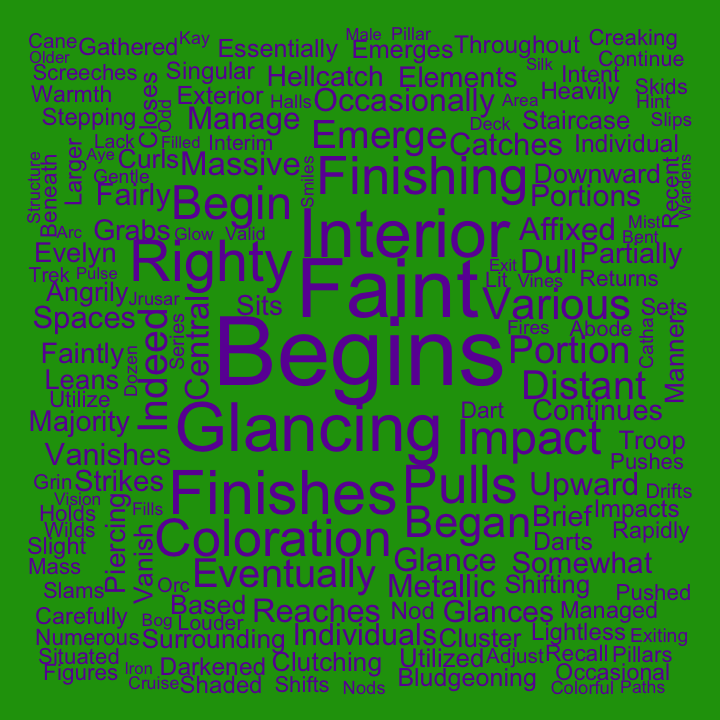 Cane
Gathered
Kay
Essentially
Male
Pillar
Emerges
Throughout
Creaking
Older
Continue
Screeches
Singular
Hellcatch
Elements
Silk
Intent
Warmth
Closes
Exterior
Halls
Occasionally
Area
Heavily
Skids
Hint
Stepping
Odd
Manage
Emerge
Deck
Staircase
Slips
Lack
Filled
Interim
Catches
Individual
Aye
Curls
Massive
Finishing
Downward
Structure
Beneath
Larger
Gentle
Fairly
Begin
Smiles
Portions
Recent
Wardens
Arc
Grabs
Glow
Valid
Interior
Affixed
Mist
Bent
Evelyn
Righty
Dull
Partially
Trek
Pulse
Faint
Exit
Lit
Vines
Returns
Angrily
Jrusar
Sits
Various
Sets
Spaces
Indeed
Series
Central
Begins
Fires
Abode
Catha
Manner
Faintly
Dozen
Portion
Leans
Distant
Utilize
Majority
Glancing
Dart
Continues
Impact
Troop
Vanishes
Pushes
Grin
Strikes
Finishes
Pulls
Upward
Drifts
Vision
Holds
Piercing
Fills
Began
Brief
Impacts
Wilds
Vanish
Coloration
Rapidly
Slight
Darts
Mass
Eventually
Glance
Somewhat
Slams
Orc
Metallic
Shifting
Pushed
Based
Reaches
Nod
Glances
Managed
Carefully
Bog
Louder
Numerous
Surrounding
Individuals
Cluster
Lightless
Exiting
Situated
Darkened
Clutching
Utilized
Adjust
Recall
Pillars
Figures
Iron
Bludgeoning
Occasional
Cruise
Shaded
Shifts
Nods
Colorful
Paths